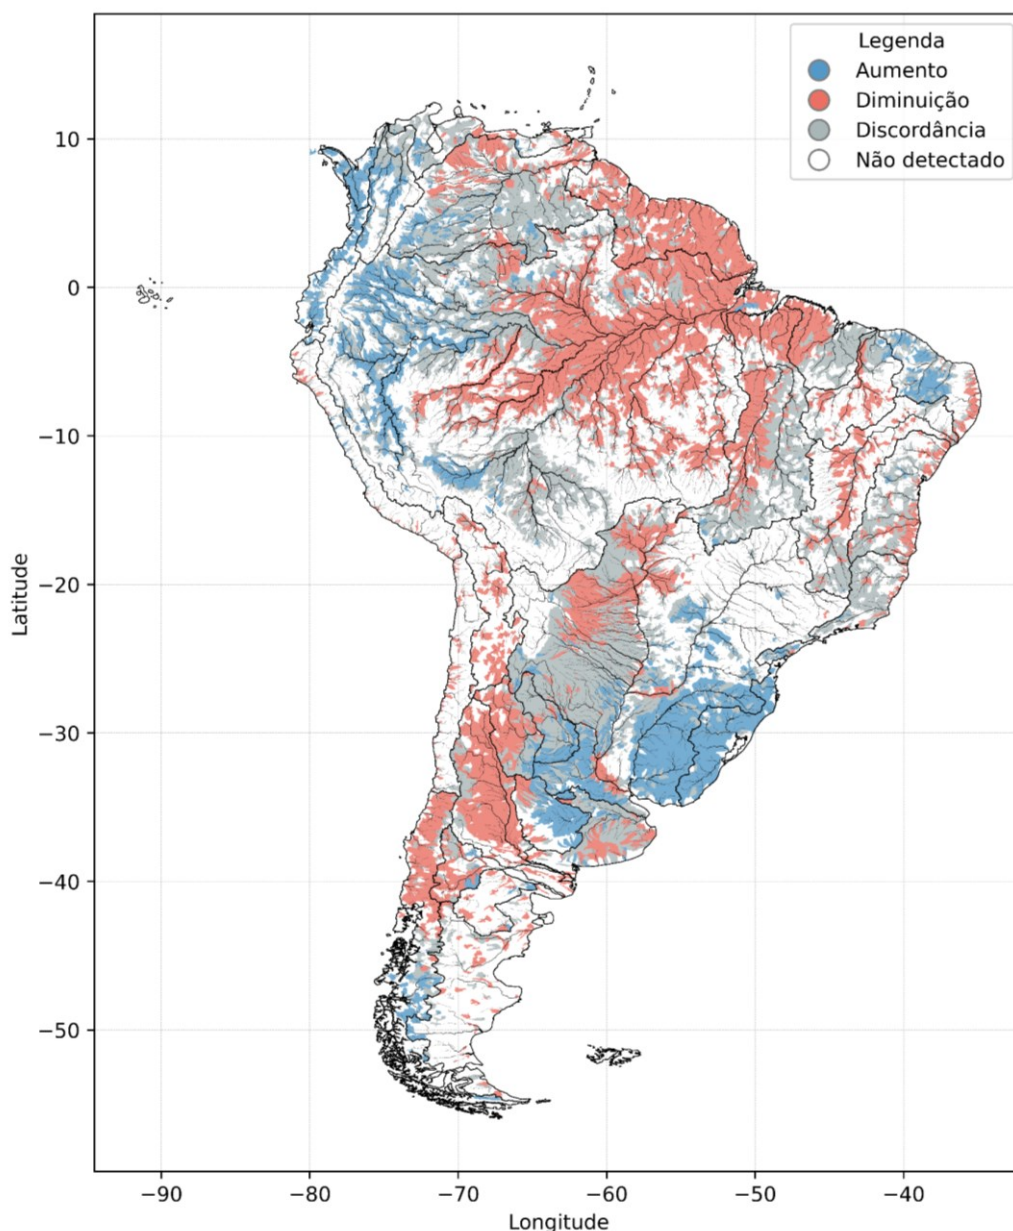 Legenda
Aumento
Diminuição
Discordância
Não detectado
10
0
−10
−20
−30
−40
−50
Latitude
−90
−80
−70
−60
−50
−40
Longitude